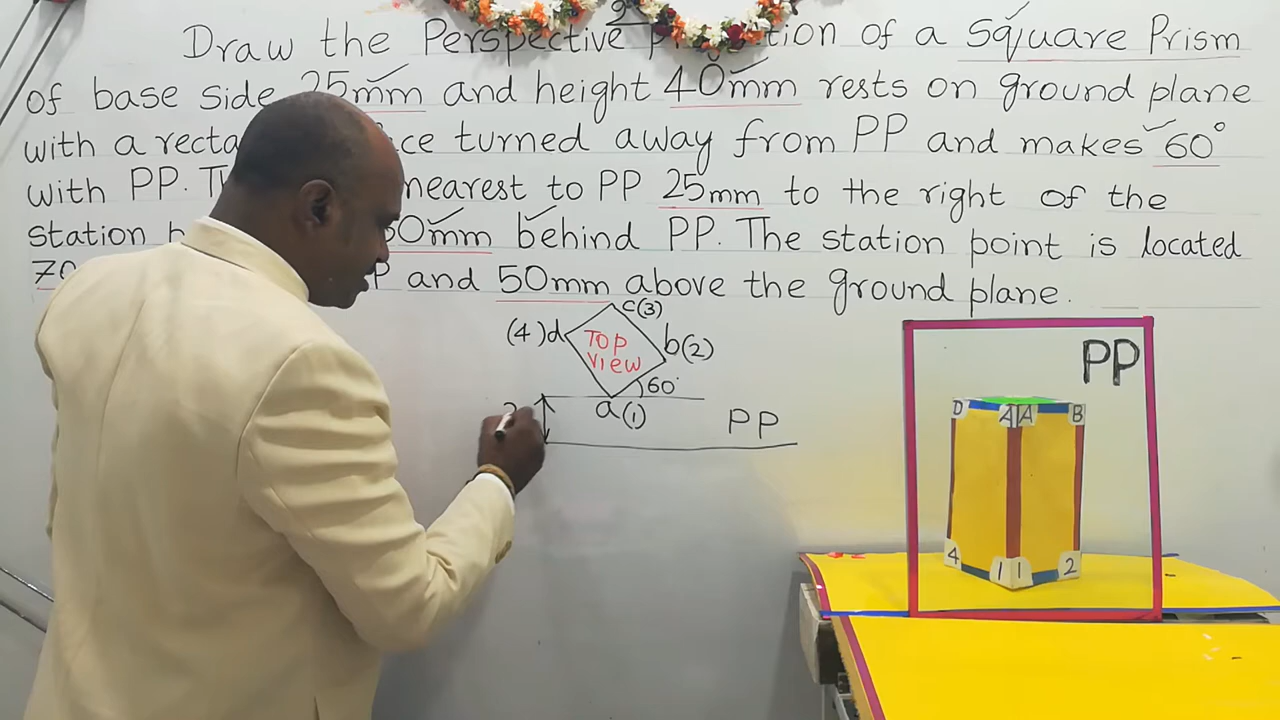 Draw the Perspective tion of a Square Prism
of base side 25mm and height 40mm rests on ground plane
with a turned away from PP and makes 60°
with PP. nearest to PP 25mm to the right of the
station behind PP. The station point is located
70 and 50mm above the ground plane.
c(3)
(4)d TOP b(2)
VIEW
60°
a(1) PP
PP
D A A B
4 1 1 2